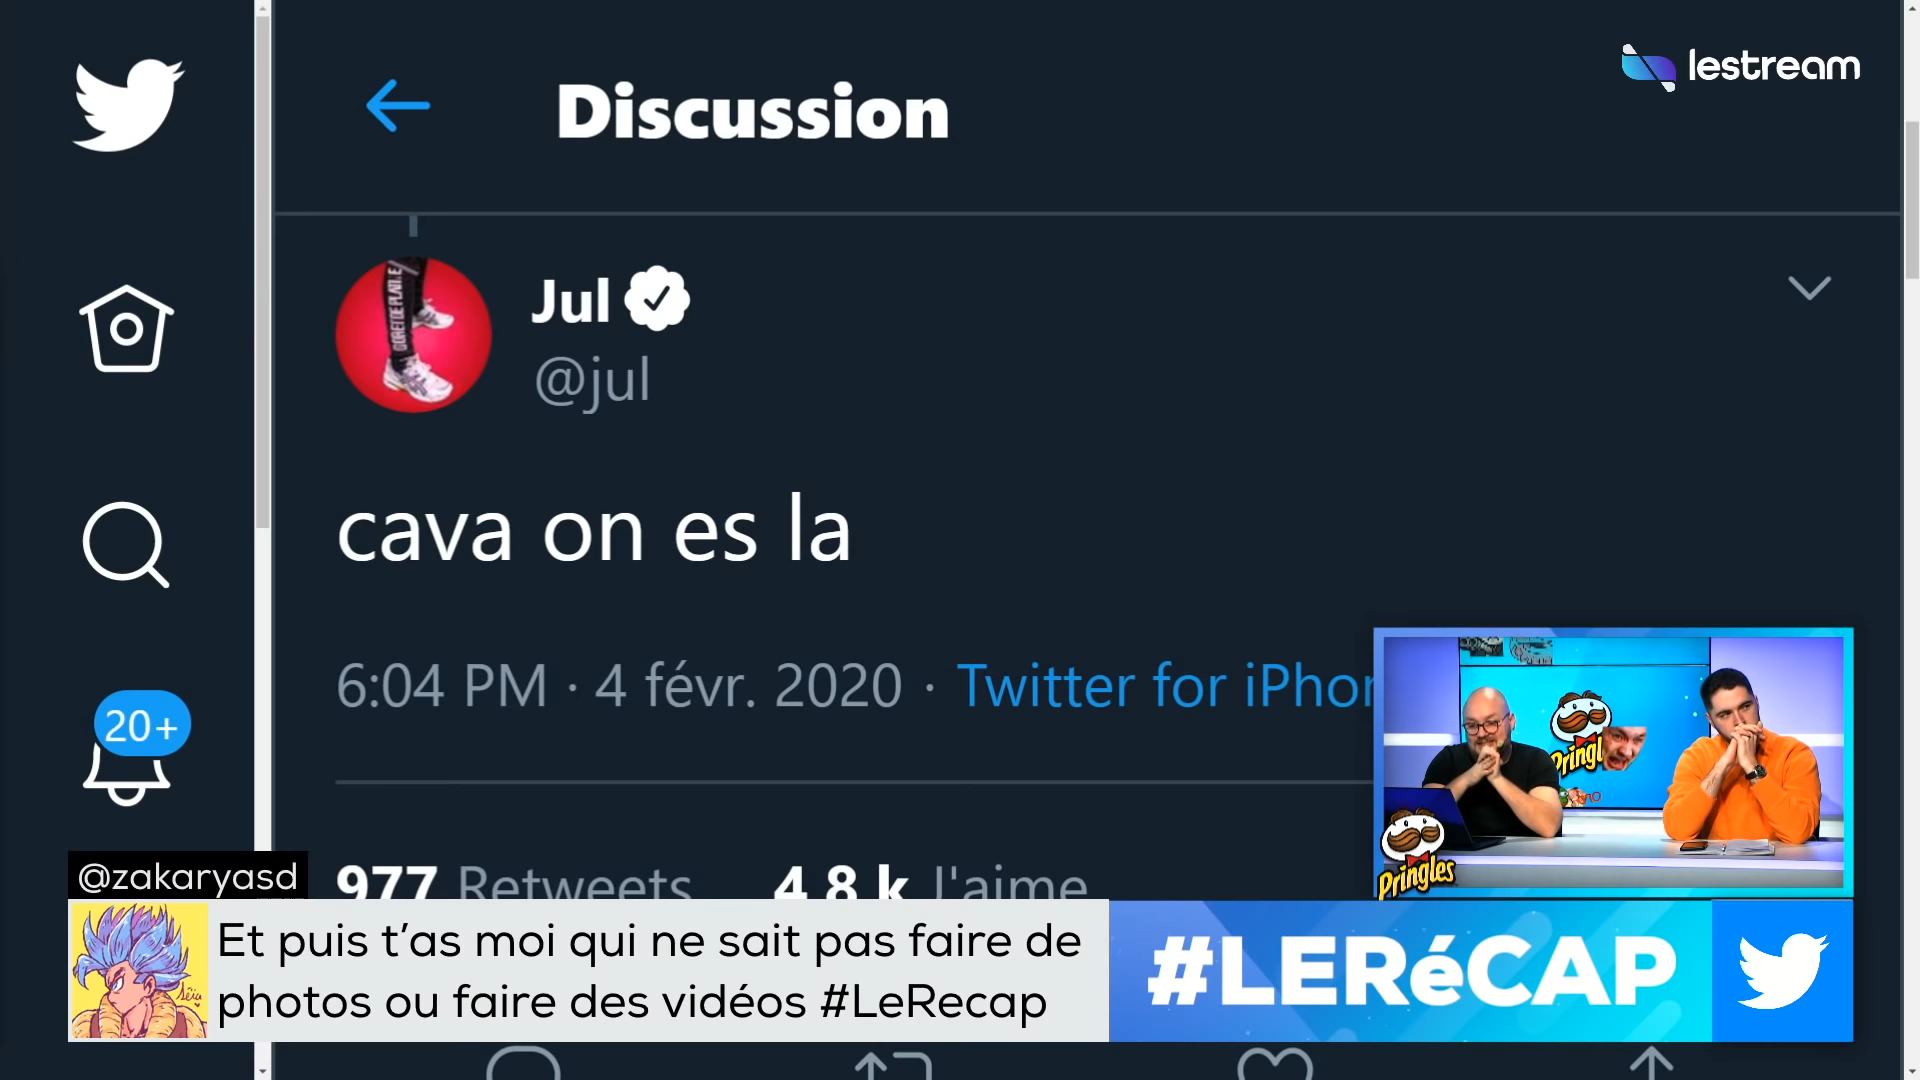 lestream
Discussion
Jul
@jul
cava on es la
6:04 PM · 4 févr. 2020 · Twitter for
20+
977 Retweets 4,8 k J'aime
Pringles
@zakaryasd
Et puis t’as moi qui ne sait pas faire de
photos ou faire des vidéos #LeRecap
#LERéCAP